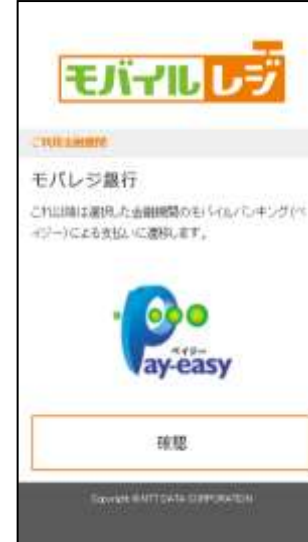 モバイルレジ
ご利用金融機関
モバレジ銀行
これ以降は選択した金融機関のモバイルバンキング(ペ
イジー)による支払いに遷移します。
ペイジー
Pay-easy
確認
Copyright © NTT DATA CORPORATION